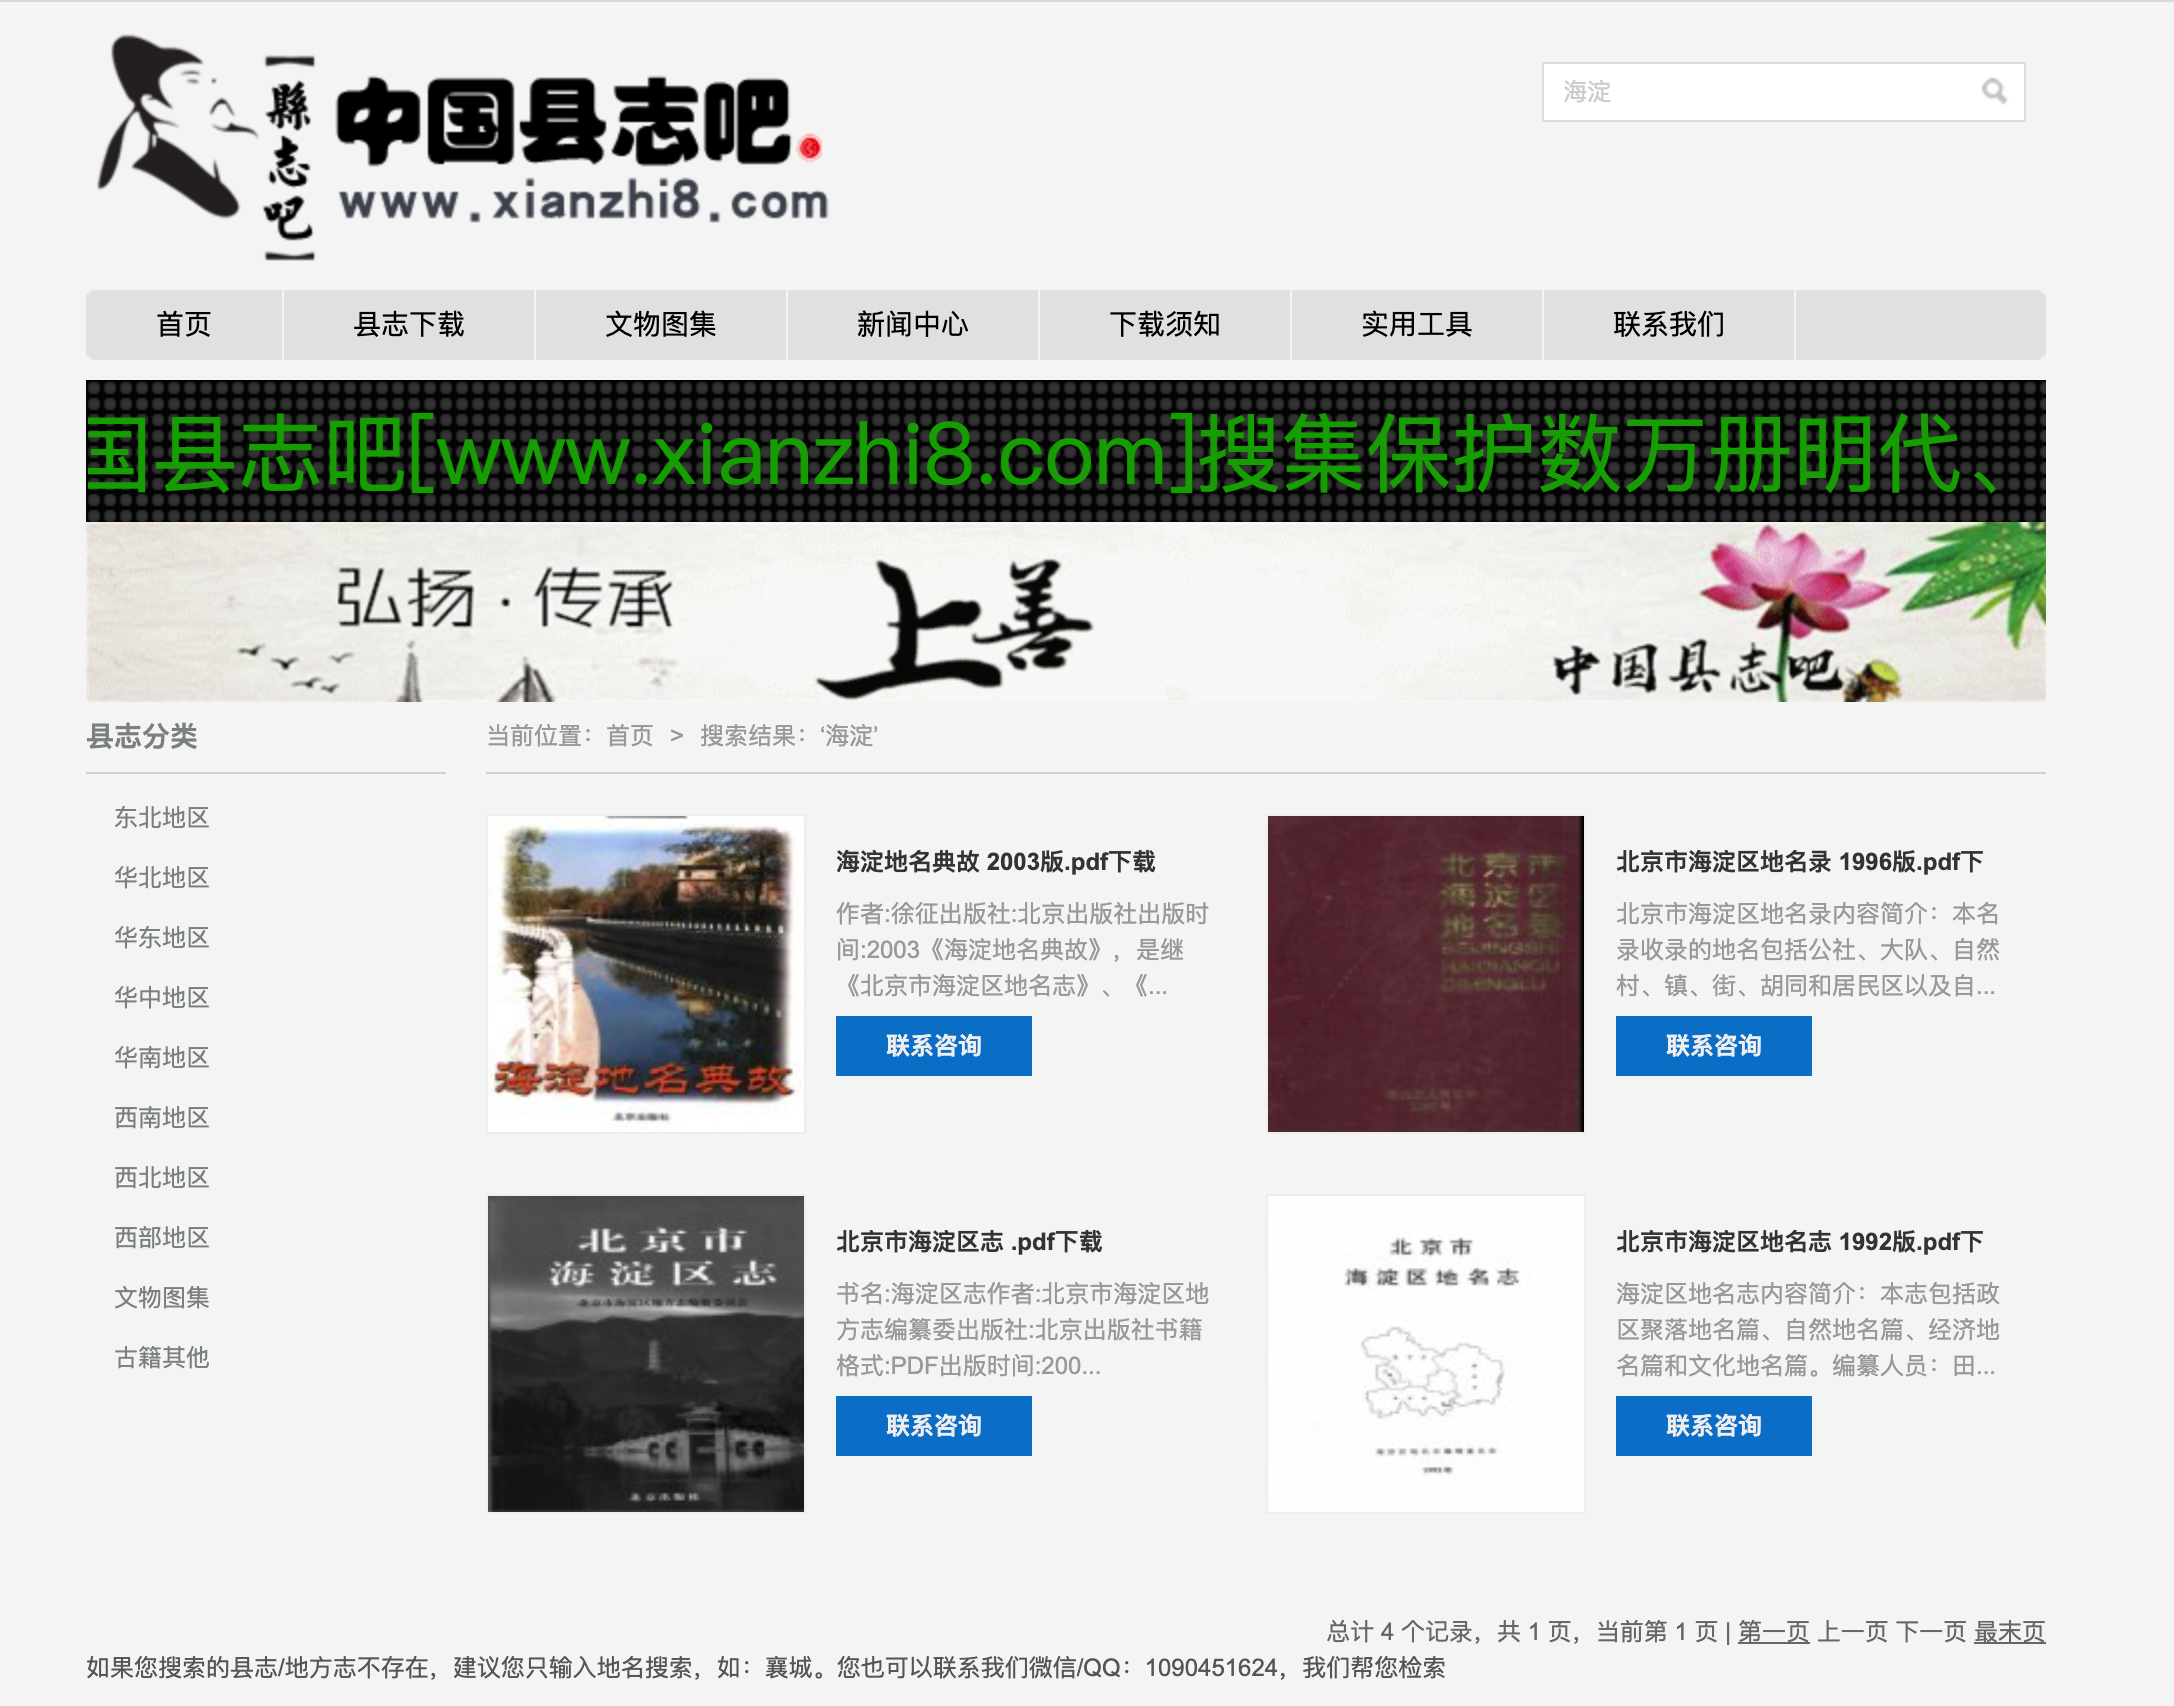 【縣志吧】
中国县志吧
www.xianzhi8.com
海淀
首页
县志下载
文物图集
新闻中心
下载须知
实用工具
联系我们
国县志吧[www.xianzhi8.com]搜集保护数万册明代、
弘扬·传承
上善
中国县志吧
县志分类
东北地区
华北地区
华东地区
华中地区
华南地区
西南地区
西北地区
西部地区
文物图集
古籍其他
当前位置：首页 > 搜索结果：‘海淀’
海淀地名典故
北京出版社
海淀地名典故 2003版.pdf下载
作者:徐征出版社:北京出版社出版时
间:2003《海淀地名典故》，是继
《北京市海淀区地名志》、《...
联系咨询
北京市
海淀区
地名录
BEIJINGSHI
HAIDIANQU
DIMINGLU
北京市海淀区地名录 1996版.pdf下
北京市海淀区地名录内容简介：本名
录收录的地名包括公社、大队、自然
村、镇、街、胡同和居民区以及自...
联系咨询
北京市
海淀区志
北京出版社
北京市海淀区志 .pdf下载
书名:海淀区志作者:北京市海淀区地
方志编纂委出版社:北京出版社书籍
格式:PDF出版时间:200...
联系咨询
北京市
海淀区地名志
北京市海淀区地名志 1992版.pdf下
海淀区地名志内容简介：本志包括政
区聚落地名篇、自然地名篇、经济地
名篇和文化地名篇。编纂人员：田...
联系咨询
总计 4 个记录，共 1 页，当前第 1 页 | 第一页 上一页 下一页 最末页
如果您搜索的县志/地方志不存在，建议您只输入地名搜索，如：襄城。您也可以联系我们微信/QQ：1090451624，我们帮您检索